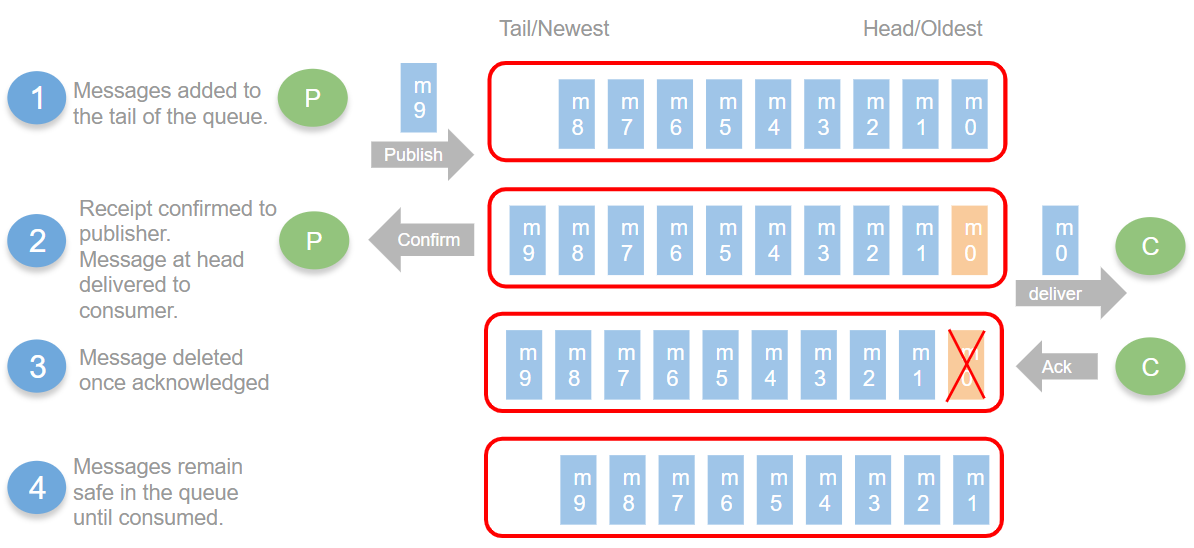 Tail/Newest
Head/Oldest
1
Messages added to
the tail of the queue.
P
m
9
Publish
m
8
m
7
m
6
m
5
m
4
m
3
m
2
m
1
m
0
2
Receipt confirmed to
publisher.
Message at head
delivered to
consumer.
P
Confirm
m
9
m
8
m
7
m
6
m
5
m
4
m
3
m
2
m
1
m
0
m
0
deliver
C
3
Message deleted
once acknowledged
m
9
m
8
m
7
m
6
m
5
m
4
m
3
m
2
m
1
m
0
Ack
C
4
Messages remain
safe in the queue
until consumed.
m
9
m
8
m
7
m
6
m
5
m
4
m
3
m
2
m
1